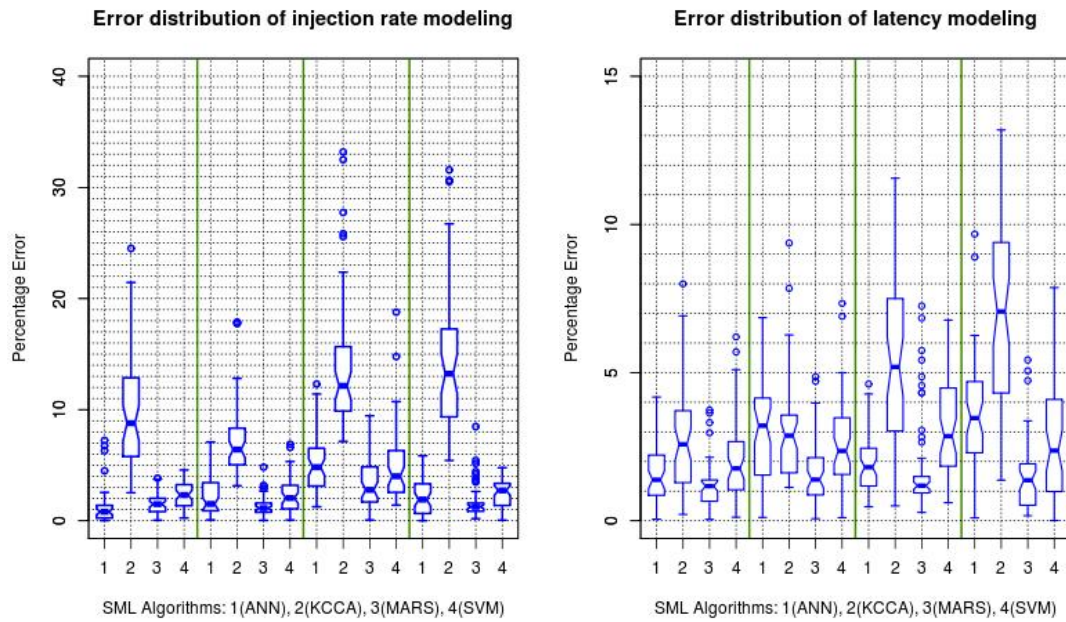 Error distribution of injection rate modeling
Percentage Error
40
30
20
10
0
1 2 3 4 1 2 3 4 1 2 3 4 1 2 3 4
SML Algorithms: 1(ANN), 2(KCCA), 3(MARS), 4(SVM)
Error distribution of latency modeling
Percentage Error
15
10
5
0
1 2 3 4 1 2 3 4 1 2 3 4 1 2 3 4
SML Algorithms: 1(ANN), 2(KCCA), 3(MARS), 4(SVM)